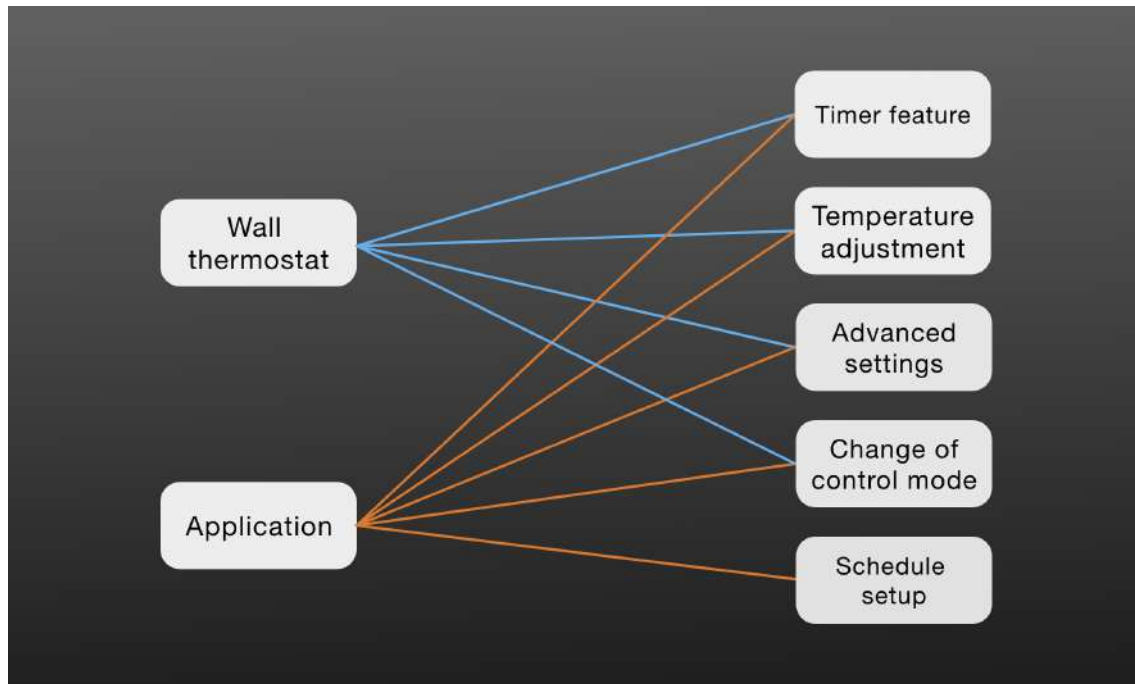 Wall
thermostat
Application
Timer feature
Temperature
adjustment
Advanced
settings
Change of
control mode
Schedule
setup